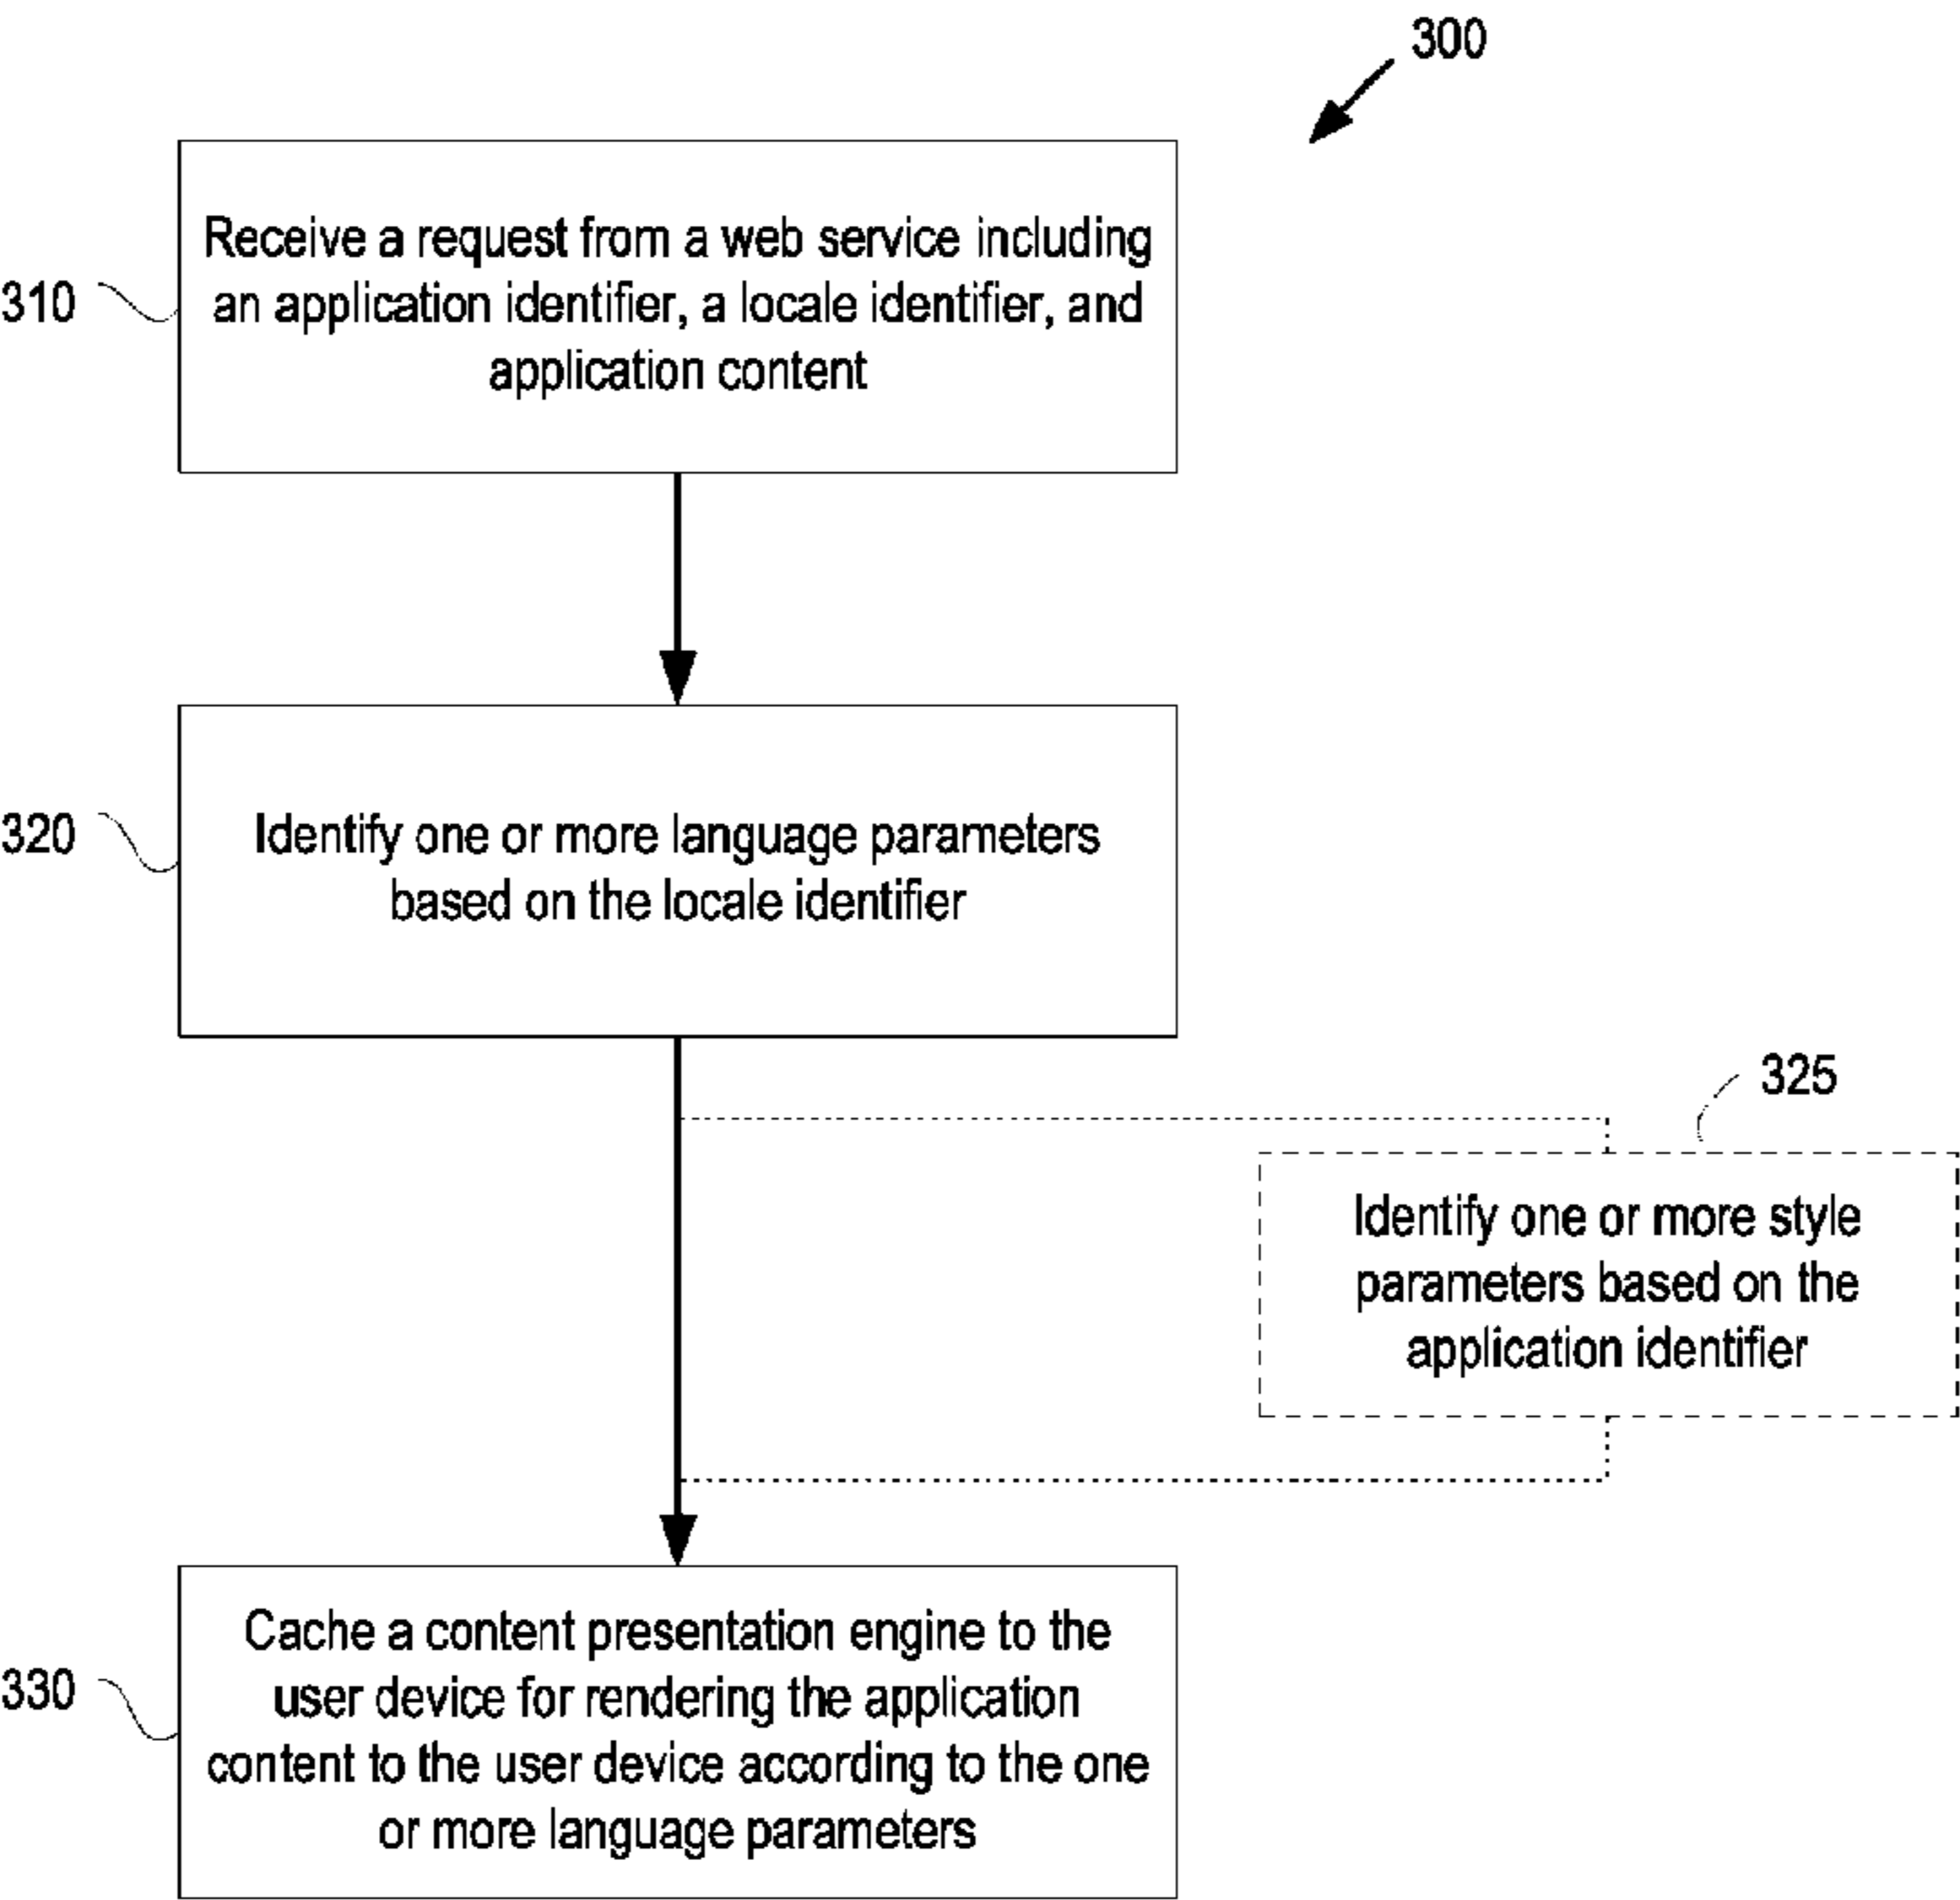 300
310
Receive a request from a web service including
an application identifier, a locale identifier, and
application content
320
Identify one or more language parameters
based on the locale identifier
325
Identify one or more style
parameters based on the
application identifier
330
Cache a content presentation engine to the
user device for rendering the application
content to the user device according to the one
or more language parameters